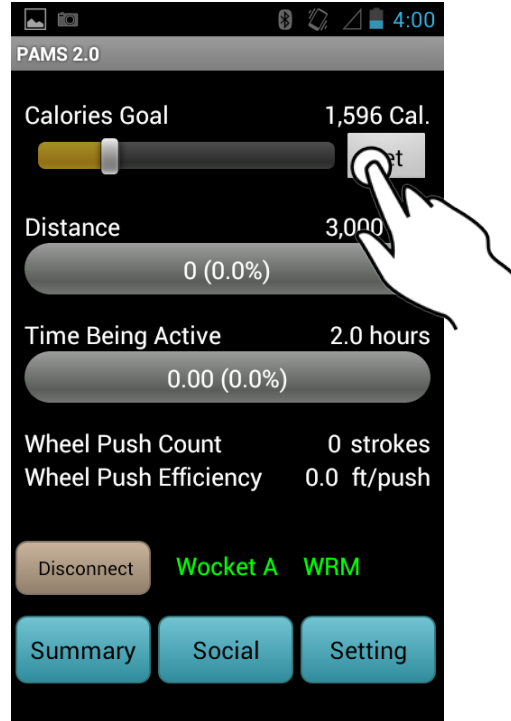 4:00
PAMS 2.0
Calories Goal 1,596 Cal.
Distance 3,000
0 (0.0%)
Time Being Active 2.0 hours
0.00 (0.0%)
Wheel Push Count 0 strokes
Wheel Push Efficiency 0.0 ft/push
Disconnect Wocket A WRM
Summary Social Setting